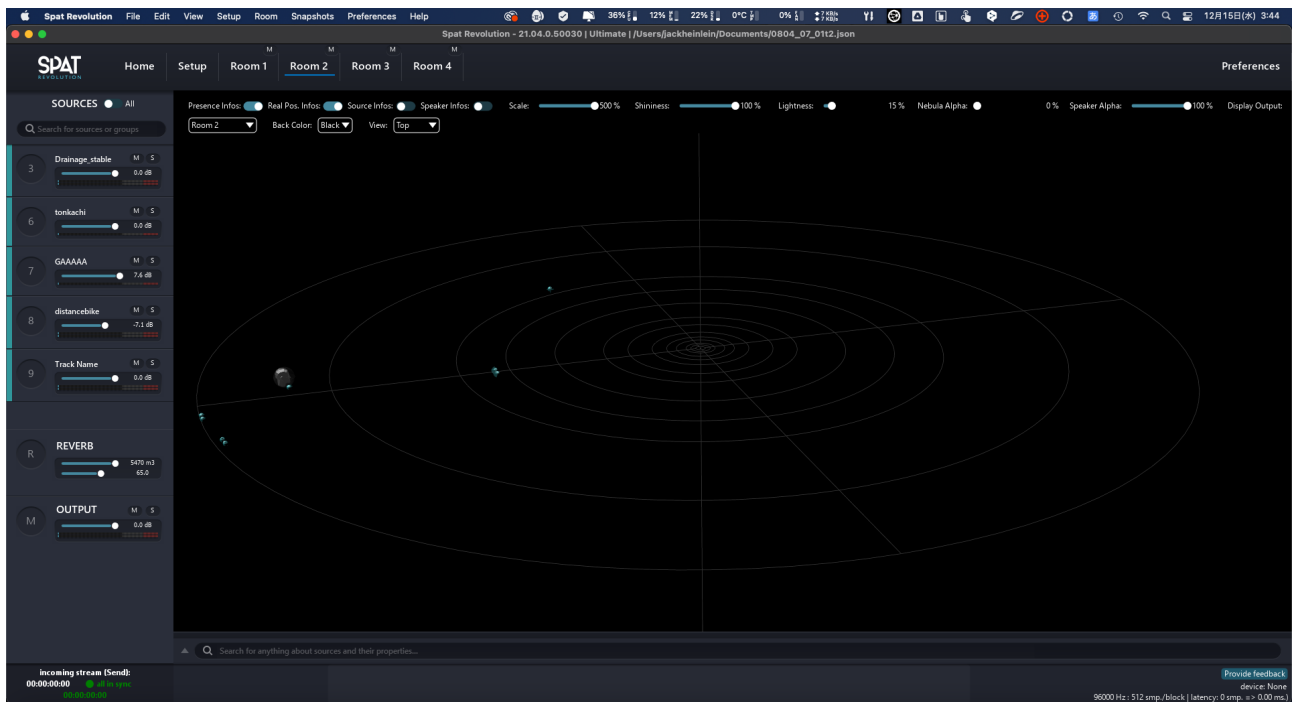 Spat Revolution File Edit View Setup Room Snapshots Preferences Help 36% 12% 22% 0°C 0% 7 KB/s 12月15日(水) 3:44
Spat Revolution - 21.04.0.50030 | Ultimate | /Users/jackheinlein/Documents/0804_07_01t2.json
SPAT REVOLUTION
Home Setup Room 1 M Room 2 M Room 3 M Room 4 M Preferences
SOURCES All
Search for sources or groups
Presence Infos: Real Pos. Infos: Source Infos: Speaker Infos: Scale: 500 % Shininess: 100 % Lightness: 15 % Nebula Alpha: 0 % Speaker Alpha: 100 % Display Output:
Room 2 Back Color: Black View: Top
3 Drainage_stable M S
0.0 dB
6 tonkachi M S
0.0 dB
7 GAAAAA M S
7.6 dB
8 distancebike M S
-7.1 dB
9 Track Name M S
0.0 dB
R REVERB
5470 m3
65.0
M OUTPUT M S
0.0 dB
Search for anything about sources and their properties...
incoming stream (Send):
00:00:00:00 all in sync
00:00:00:00
Provide feedback
device: None
96000 Hz : 512 smp./block | latency: 0 smp. => 0.00 ms.)